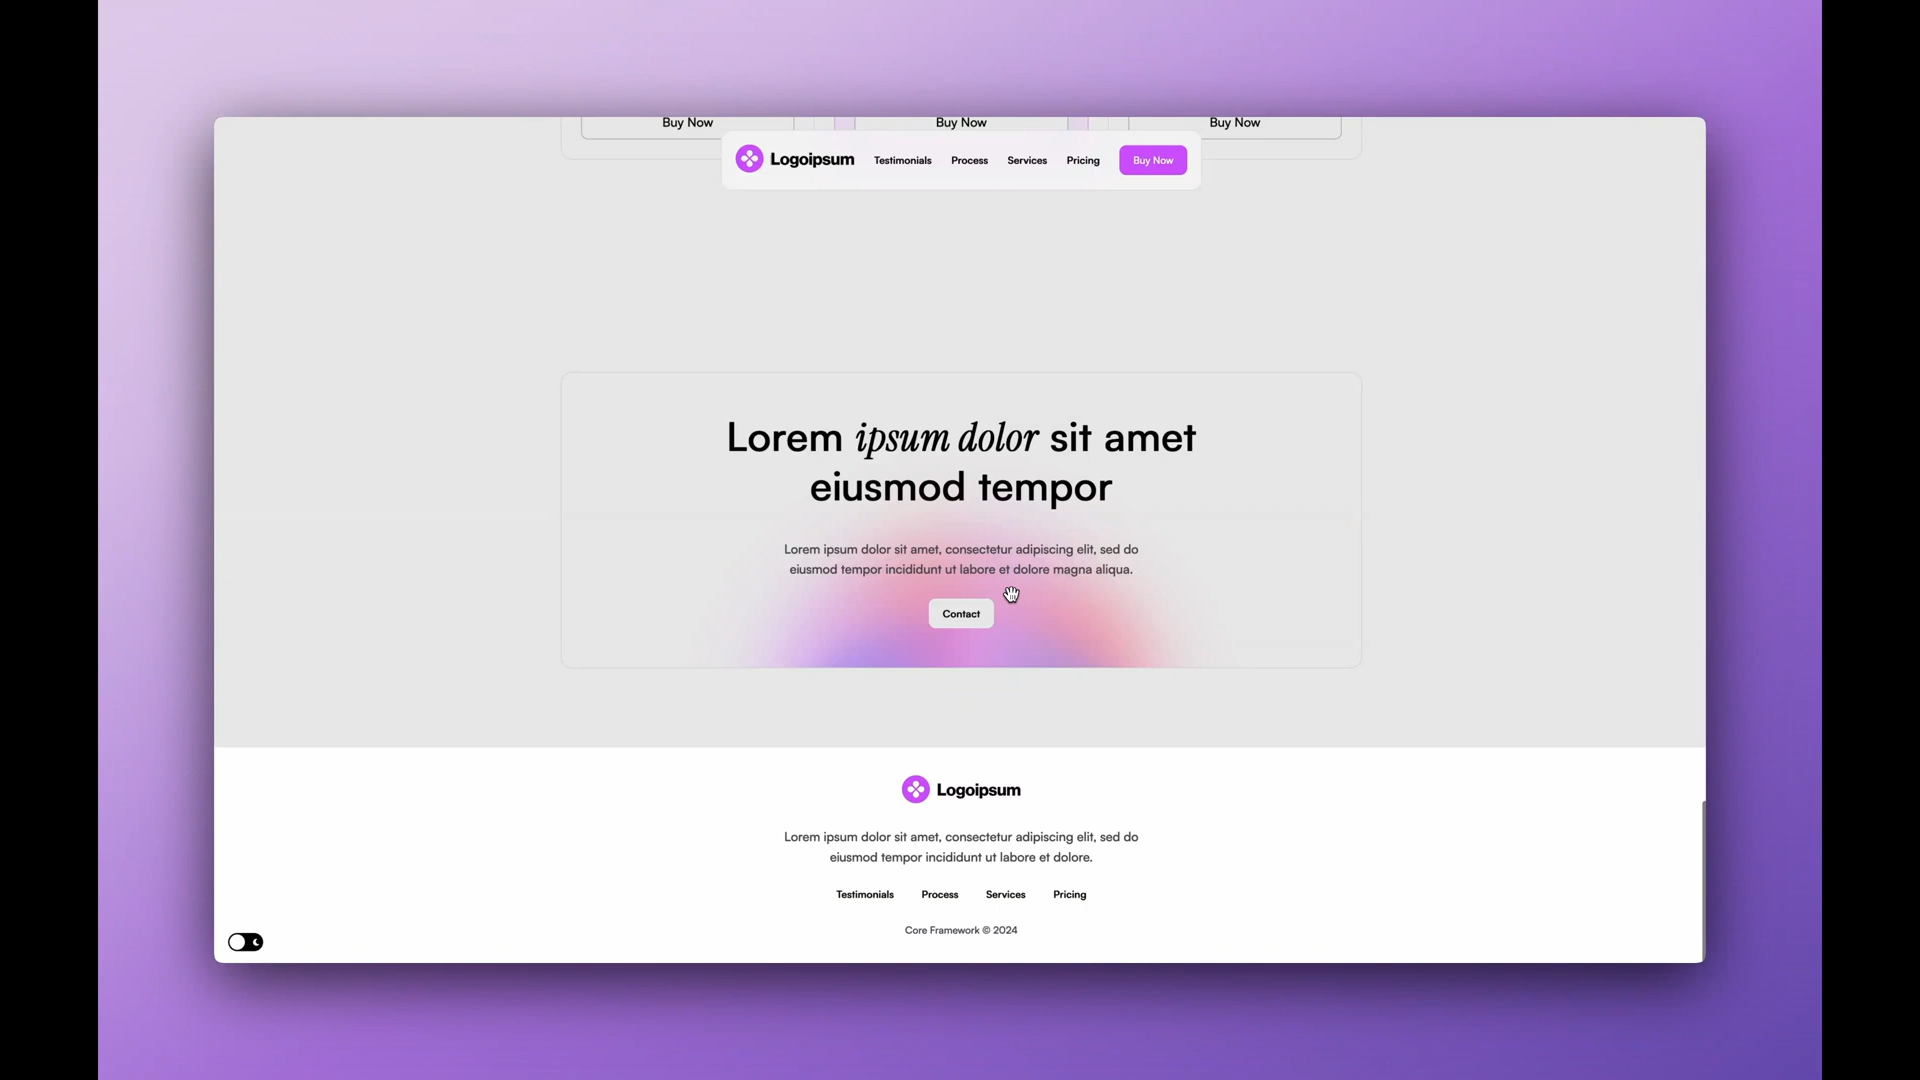 Buy Now Buy Now Buy Now
Logoipsum Testimonials Process Services Pricing Buy Now
Lorem ipsum dolor sit amet
eiusmod tempor
Lorem ipsum dolor sit amet, consectetur adipiscing elit, sed do
eiusmod tempor incididunt ut labore et dolore magna aliqua.
Contact
Logoipsum
Lorem ipsum dolor sit amet, consectetur adipiscing elit, sed do
eiusmod tempor incididunt ut labore et dolore.
Testimonials Process Services Pricing
Core Framework © 2024